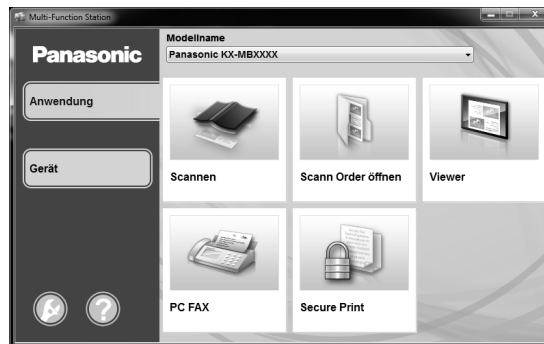 Multi-Function Station
Panasonic
Modellname
Panasonic KX-MBXXXX
Anwendung
Gerät
Scannen
Scann Order öffnen
Viewer
PC FAX
Secure Print